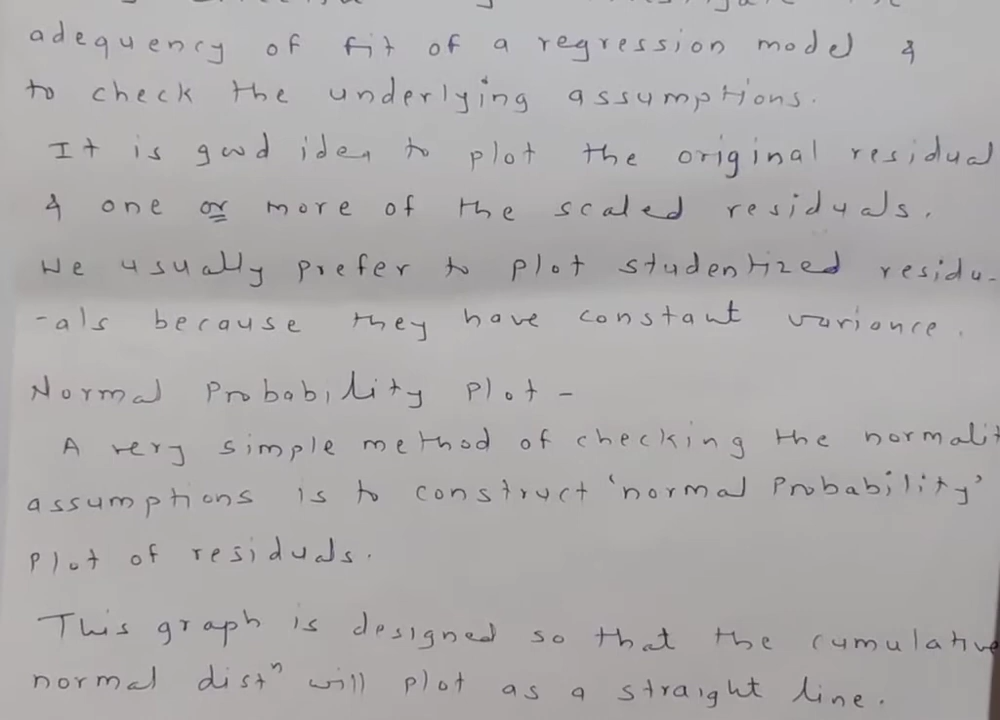 adequency of fit of a regression model &
to check the underlying assumptions.
It is good idea to plot the original residual
& one or more of the scaled residuals.
We usually prefer to plot studentized residu-
-als because they have constant variance.
Normal Probability Plot -
A very simple method of checking the normalit
assumptions is to construct 'normal Probability'
Plot of residuals.
This graph is designed so that the cumulative
normal distⁿ will plot as a straight line.